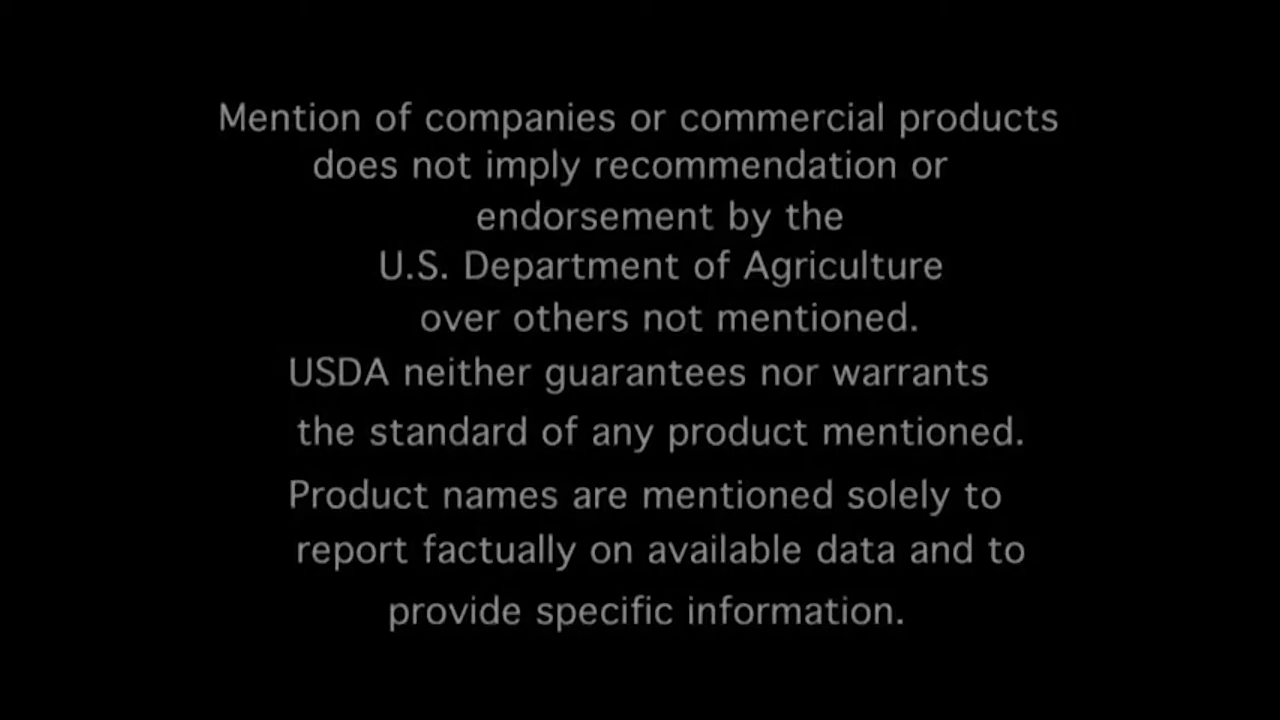 Mention of companies or commercial products
does not imply recommendation or
endorsement by the
U.S. Department of Agriculture
over others not mentioned.
USDA neither guarantees nor warrants
the standard of any product mentioned.
Product names are mentioned solely to
report factually on available data and to
provide specific information.